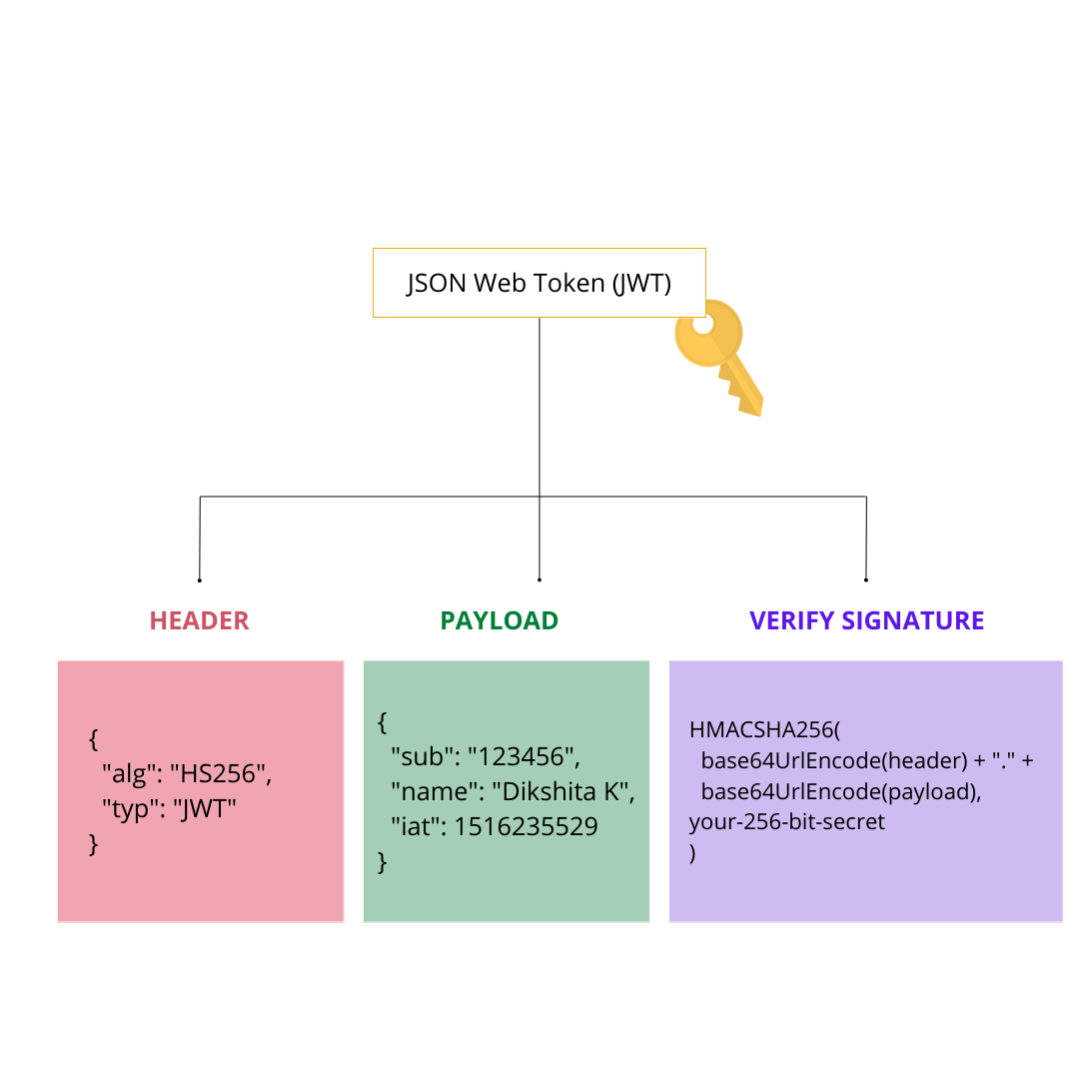 JSON Web Token (JWT)
HEADER
{
"alg": "HS256",
"typ": "JWT"
}
PAYLOAD
{
"sub": "123456",
"name": "Dikshita K",
"iat": 1516235529
}
VERIFY SIGNATURE
HMACSHA256(
base64UrlEncode(header) + "." +
base64UrlEncode(payload),
your-256-bit-secret
)